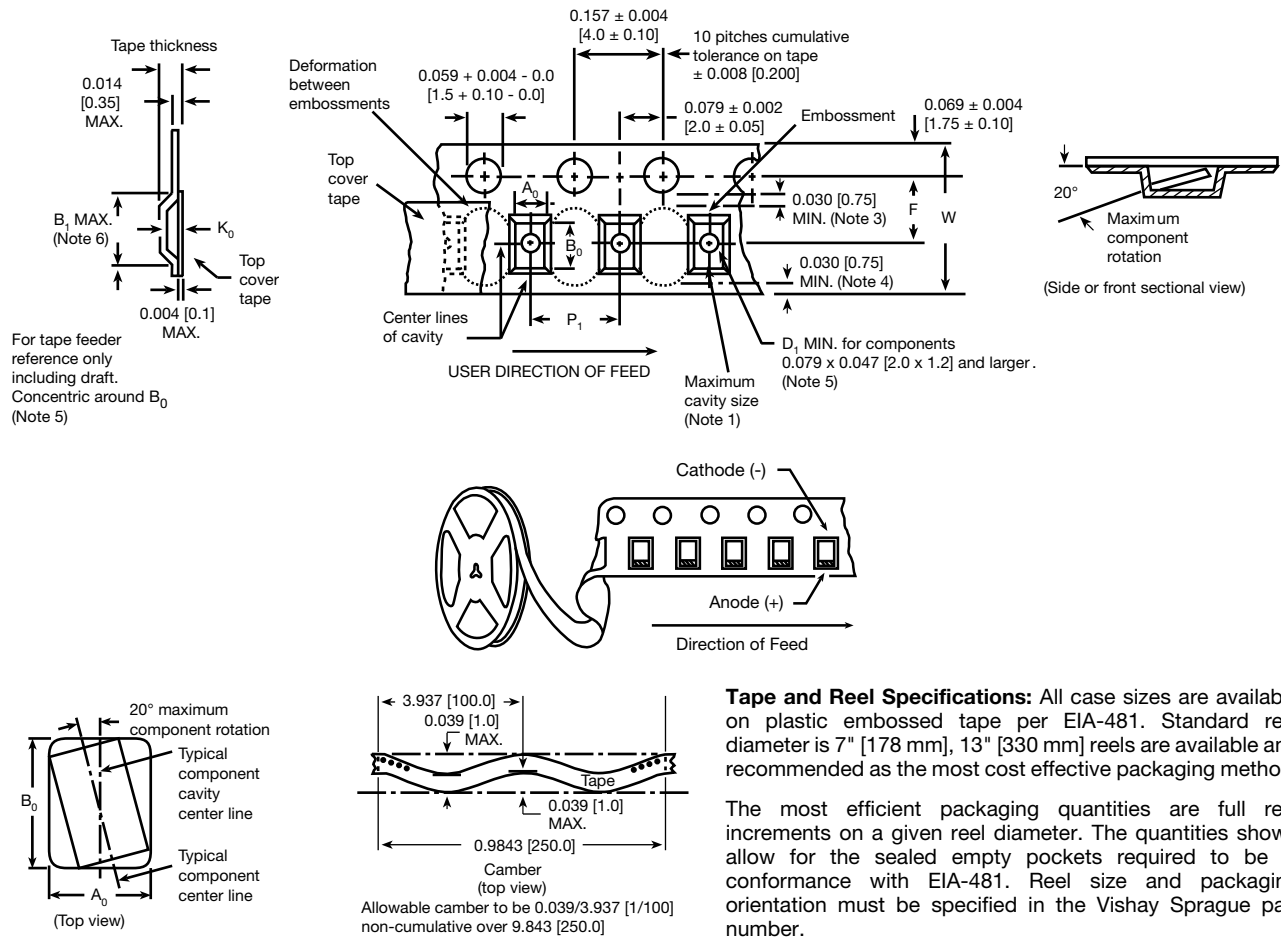 Tape thickness
0.014
[0.35]
MAX.
B1 MAX.
(Note 6)
K0
Top
cover
tape
0.004 [0.1]
MAX.
For tape feeder
reference only
including draft.
Concentric around B0
(Note 5)
Deformation
between
embossments
0.059 + 0.004 - 0.0
[1.5 + 0.10 - 0.0]
0.157 ± 0.004
[4.0 ± 0.10]
10 pitches cumulative
tolerance on tape
± 0.008 [0.200]
0.079 ± 0.002
[2.0 ± 0.05]
Embossment
0.069 ± 0.004
[1.75 ± 0.10]
Top
cover
tape
A0
B0
0.030 [0.75]
MIN. (Note 3)
F
W
0.030 [0.75]
MIN. (Note 4)
Center lines
of cavity
P1
USER DIRECTION OF FEED
Maximum
cavity size
(Note 1)
D1 MIN. for components
0.079 x 0.047 [2.0 x 1.2] and larger.
(Note 5)
20°
Maximum
component
rotation
(Side or front sectional view)
Cathode (-)
Anode (+)
Direction of Feed
20° maximum
component rotation
Typical
component
cavity
center line
B0
A0
Typical
component
center line
(Top view)
3.937 [100.0]
0.039 [1.0]
MAX.
Tape
0.039 [1.0]
MAX.
0.9843 [250.0]
Camber
(top view)
Allowable camber to be 0.039/3.937 [1/100]
non-cumulative over 9.843 [250.0]
Tape and Reel Specifications: All case sizes are availab
on plastic embossed tape per EIA-481. Standard re
diameter is 7" [178 mm], 13" [330 mm] reels are available an
recommended as the most cost effective packaging metho
The most efficient packaging quantities are full re
increments on a given reel diameter. The quantities show
allow for the sealed empty pockets required to be
conformance with EIA-481. Reel size and packagin
orientation must be specified in the Vishay Sprague pa
number.